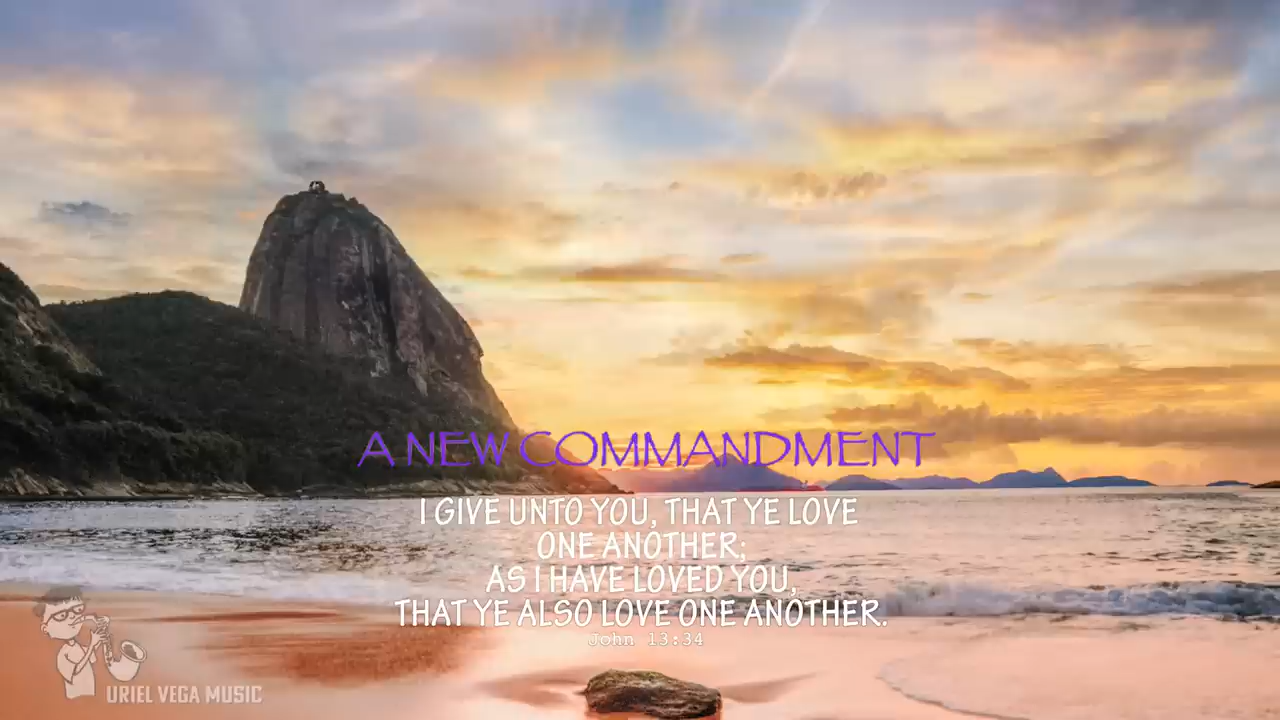 A NEW COMMANDMENT
I GIVE UNTO YOU, THAT YE LOVE
ONE ANOTHER;
AS I HAVE LOVED YOU,
THAT YE ALSO LOVE ONE ANOTHER.
John 13:34
URIEL VEGA MUSIC